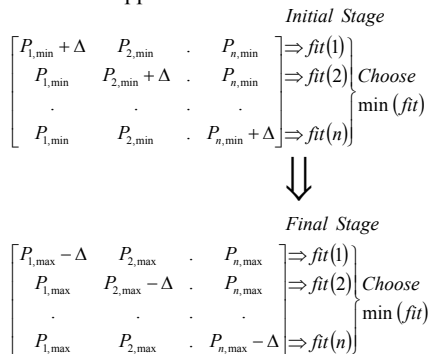 Initial Stage
P1,min + Δ P2,min . Pn,min ⇒ fit(1)
P1,min P2,min + Δ . Pn,min ⇒ fit(2) Choose
. . . . min (fit)
P1,min P2,min . Pn,min + Δ ⇒ fit(n)
⇓
Final Stage
P1,max − Δ P2,max . Pn,max ⇒ fit(1)
P1,max P2,max − Δ . Pn,max ⇒ fit(2) Choose
. . . . min (fit)
P1,max P2,max . Pn,max − Δ ⇒ fit(n)